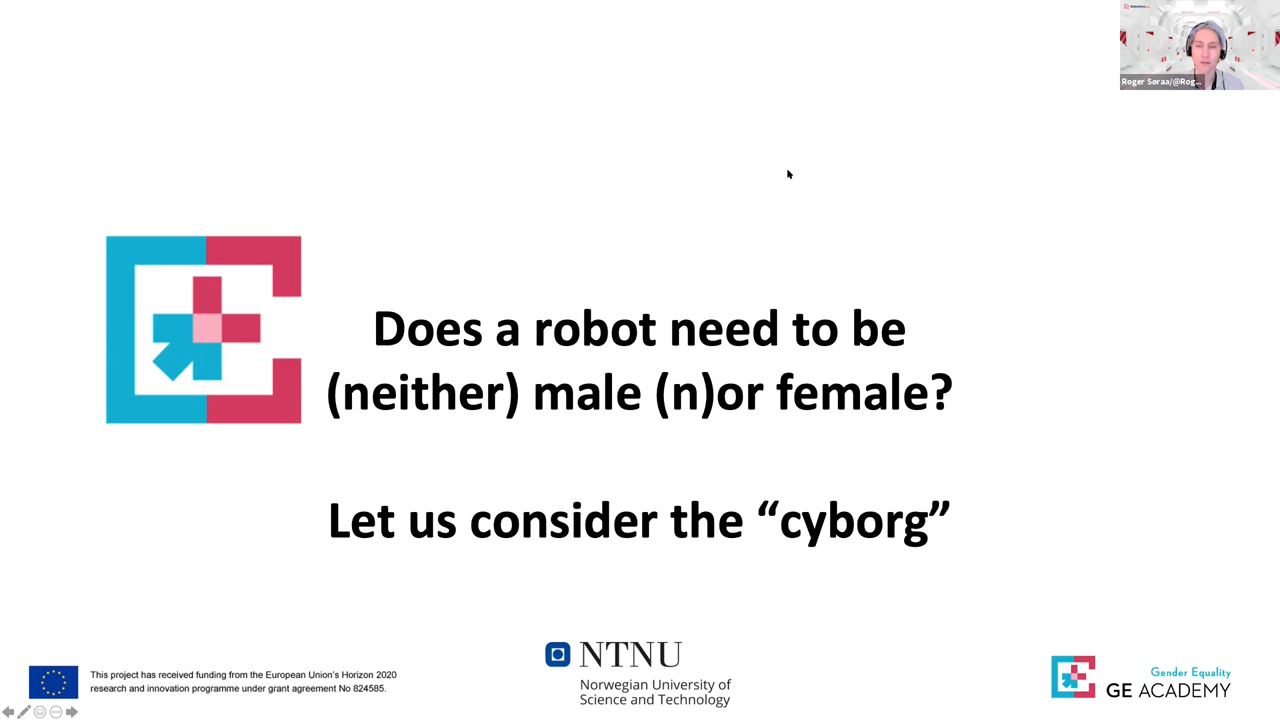 Roger Søraa/@Rog...
Does a robot need to be
(neither) male (n)or female?
Let us consider the “cyborg”
This project has received funding from the European Union’s Horizon 2020
research and innovation programme under grant agreement No 824585.
NTNU
Norwegian University of
Science and Technology
Gender Equality
GE ACADEMY